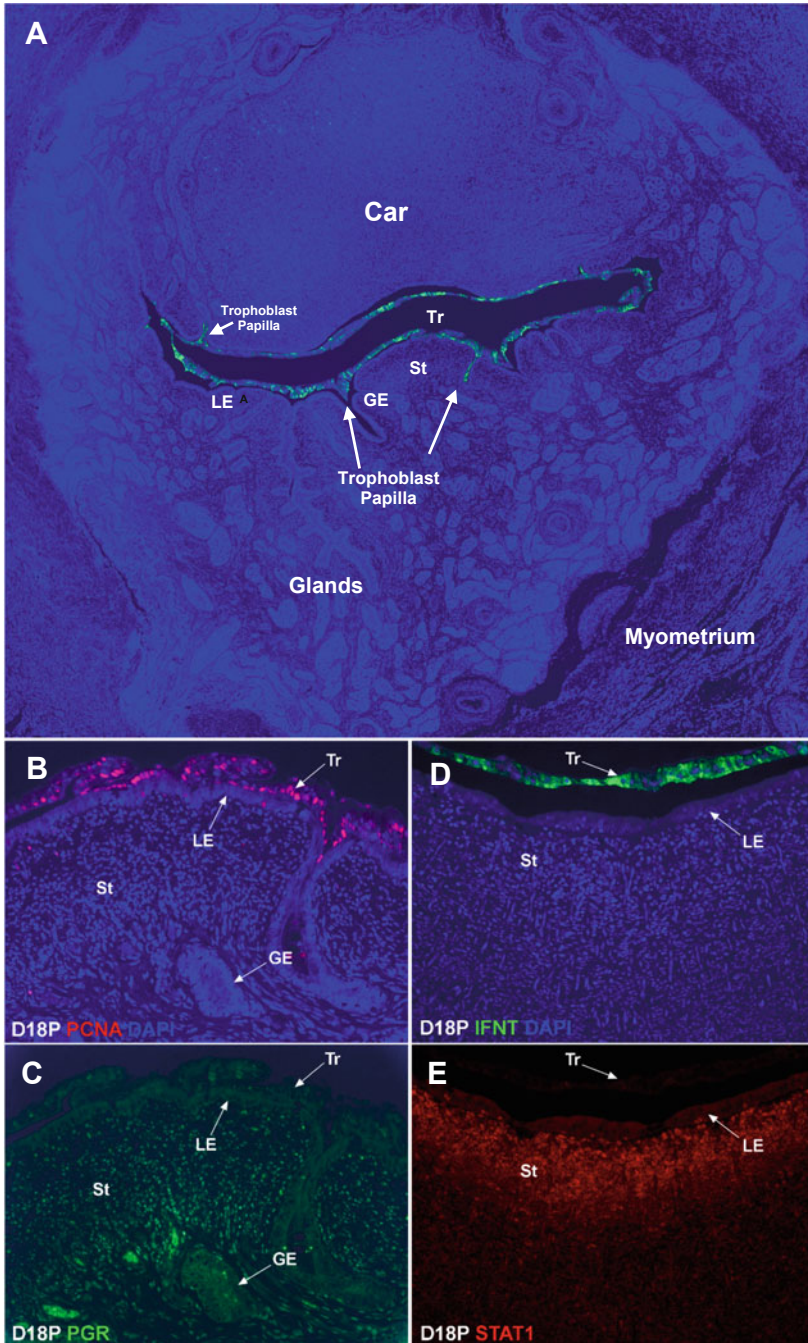 A
Car
Trophoblast
Papilla
Tr
St
LE A
GE
Trophoblast
Papilla
Glands
Myometrium
B
Tr
LE
St
GE
D18P PCNA DAPI
D
Tr
LE
St
D18P IFNT DAPI
C
Tr
LE
St
GE
D18P PGR
E
Tr
LE
St
D18P STAT1